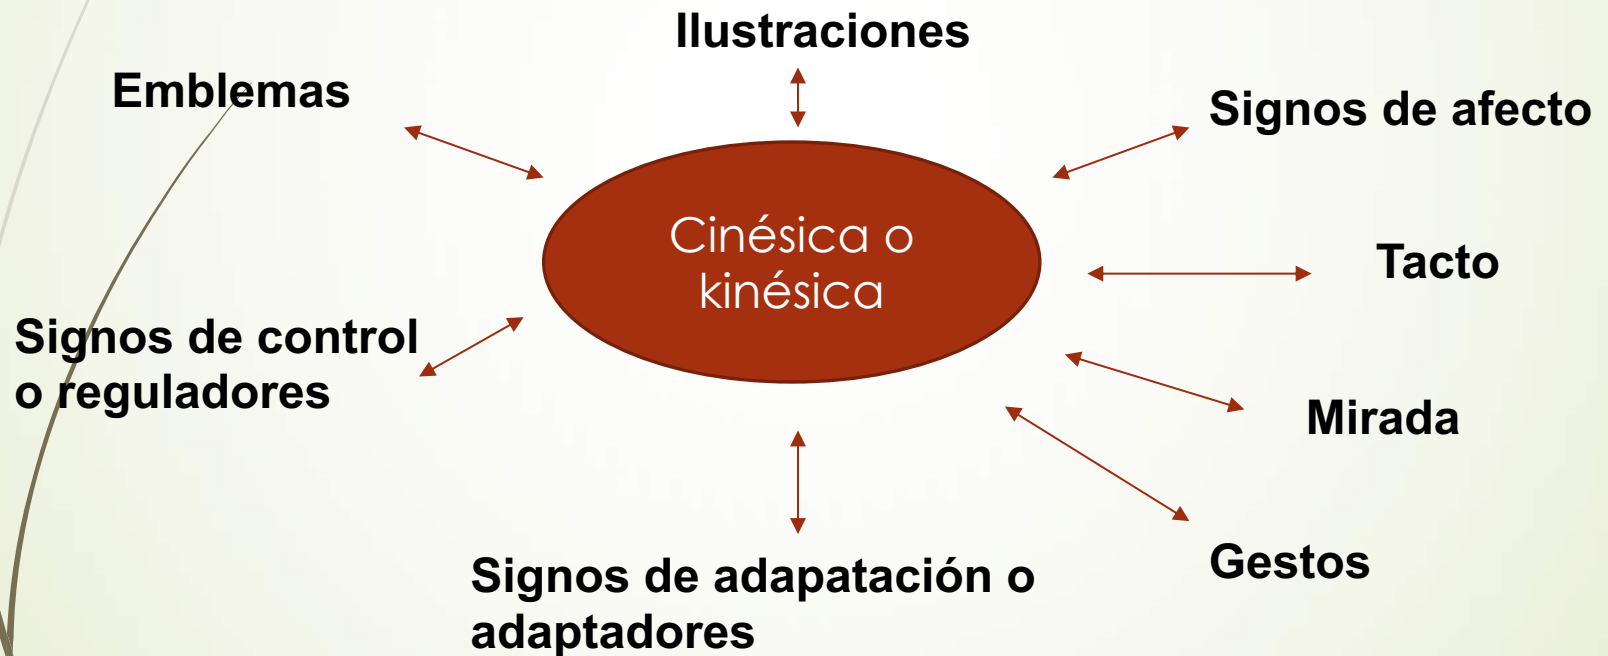 Ilustraciones
Emblemas
Signos de afecto
Cinésica o
kinésica
Tacto
Signos de control
o reguladores
Mirada
Gestos
Signos de adapatación o
adaptadores